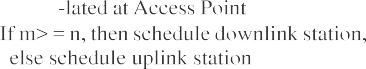 -lated at Access Point
If m> = n, then schedule downlink station,
else schedule uplink station